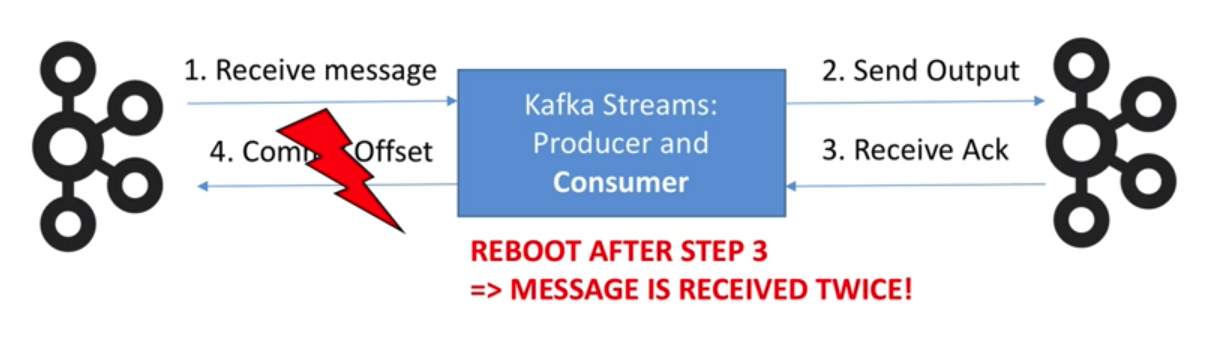 1. Receive message
2. Send Output
Kafka Streams:
Producer and
Consumer
4. Comm Offset
3. Receive Ack
REBOOT AFTER STEP 3
=> MESSAGE IS RECEIVED TWICE!